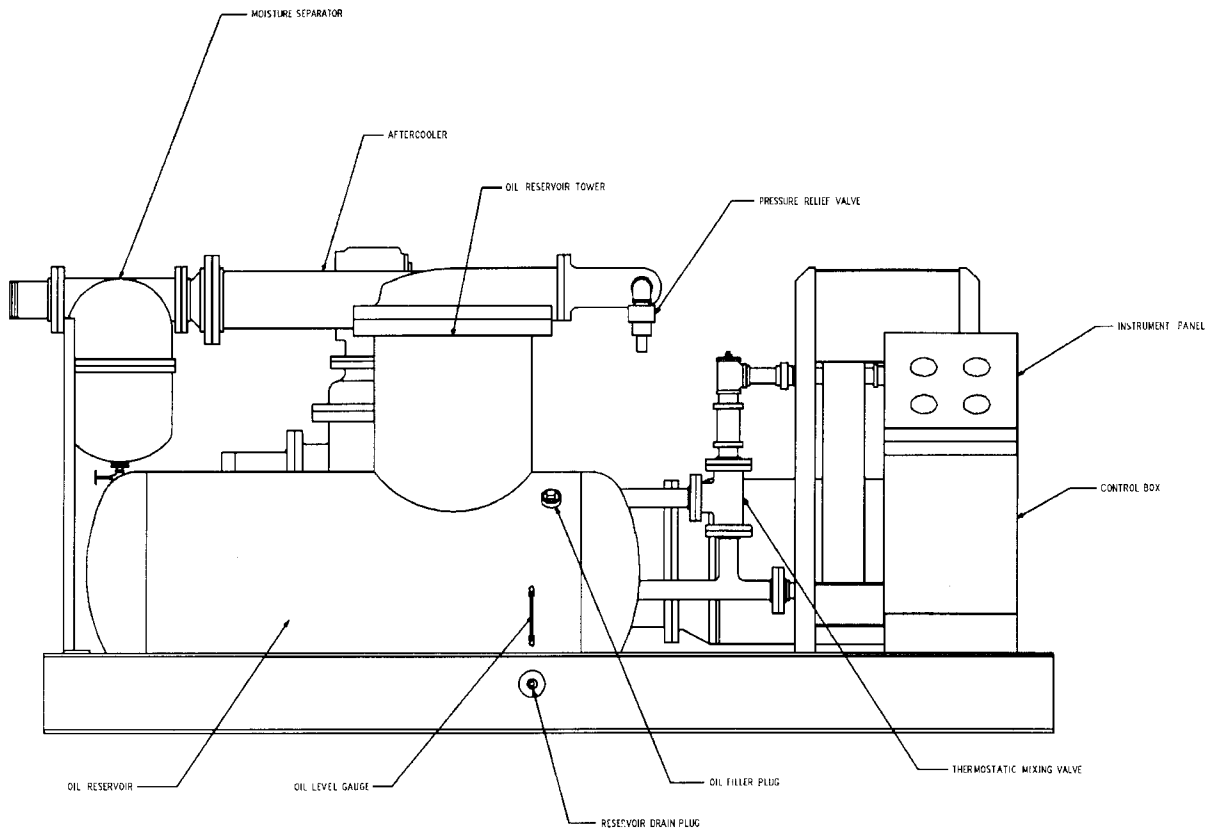 MOISTURE SEPARATOR
AFTERCOOLER
OIL RESERVOIR TOWER
PRESSURE RELIEF VALVE
INSTRUMENT PANEL
CONTROL BOX
THERMOSTATIC MIXING VALVE
OIL RESERVOIR
OIL LEVEL GAUGE
OIL FILLER PLUG
RESERVOIR DRAIN PLUG